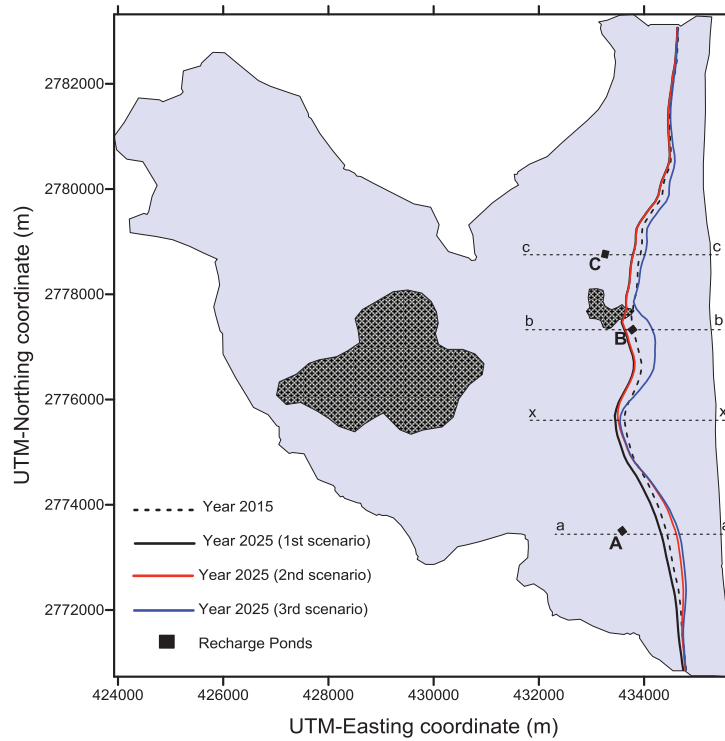 2782000
2780000
2778000
2776000
2774000
2772000
UTM-Northing coordinate (m)
c c
C
b b
B
x x
a a
A
Year 2015
Year 2025 (1st scenario)
Year 2025 (2nd scenario)
Year 2025 (3rd scenario)
Recharge Ponds
424000 426000 428000 430000 432000 434000
UTM-Easting coordinate (m)